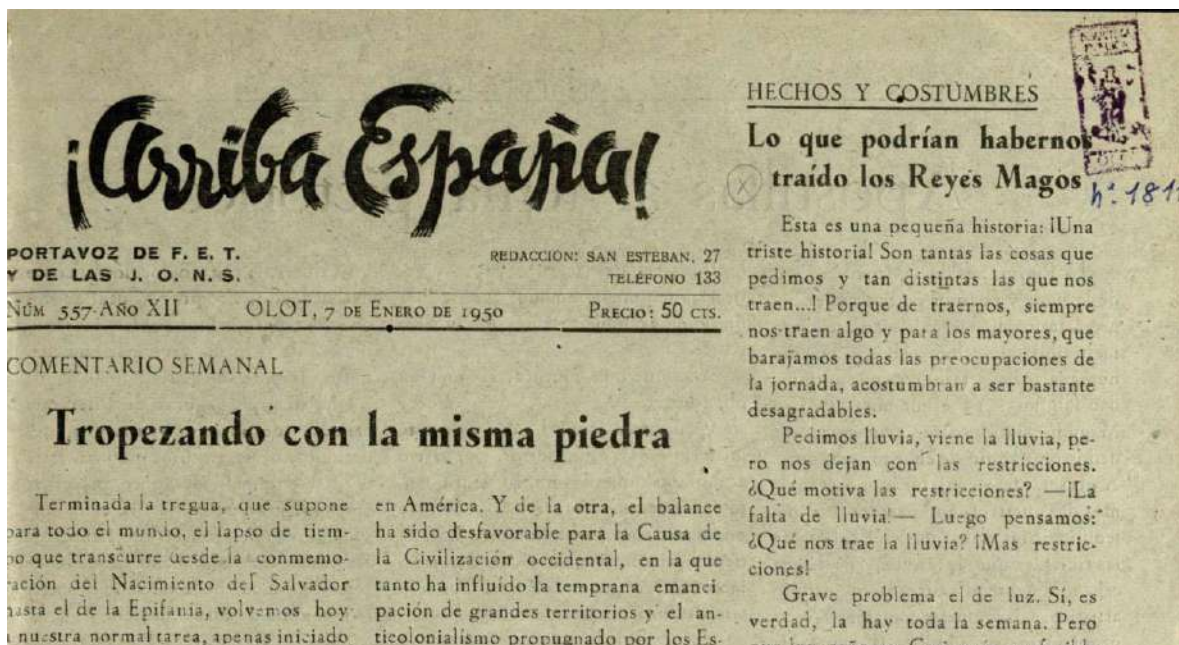 ¡Arriba España!
PORTAVOZ DE F. E. T.
Y DE LAS J. O. N. S.
REDACCIÓN: SAN ESTEBAN, 27
TELÉFONO 133
NÚM 557-AÑO XII OLOT, 7 DE ENERO DE 1950 PRECIO: 50 CTS.
COMENTARIO SEMANAL
Tropezando con la misma piedra
Terminada la tregua, que supone
para todo el mundo, el lapso de tiem-
po que transcurre desde la conmemo-
ración del Nacimiento del Salvador
hasta el de la Epifania, volvemos hoy
a nuestra normal tarea, apenas iniciado
en América. Y de la otra, el balance
ha sido desfavorable para la Causa de
la Civilización occidental, en la que
tanto ha influído la temprana emanci
pación de grandes territorios y el an-
ticolonialismo propugnado por los Es-
HECHOS Y COSTUMBRES
Lo que podrían habernos
traído los Reyes Magos
nº. 1811
Esta es una pequeña historia: ¡Una
triste historia! Son tantas las cosas que
pedimos y tan distintas las que nos
traen...! Porque de traernos, siempre
nos traen algo y para los mayores, que
barajamos todas las preocupaciones de
la jornada, acostumbran a ser bastante
desagradables.
Pedimos lluvia, viene la lluvia, pe-
ro nos dejan con las restricciones.
¿Qué motiva las restricciones? —¡La
falta de lluvia!— Luego pensamos:
¿Qué nos trae la lluvia? ¡Mas restric-
ciones!
Grave problema el de luz. Sí, es
verdad, la hay toda la semana. Pero